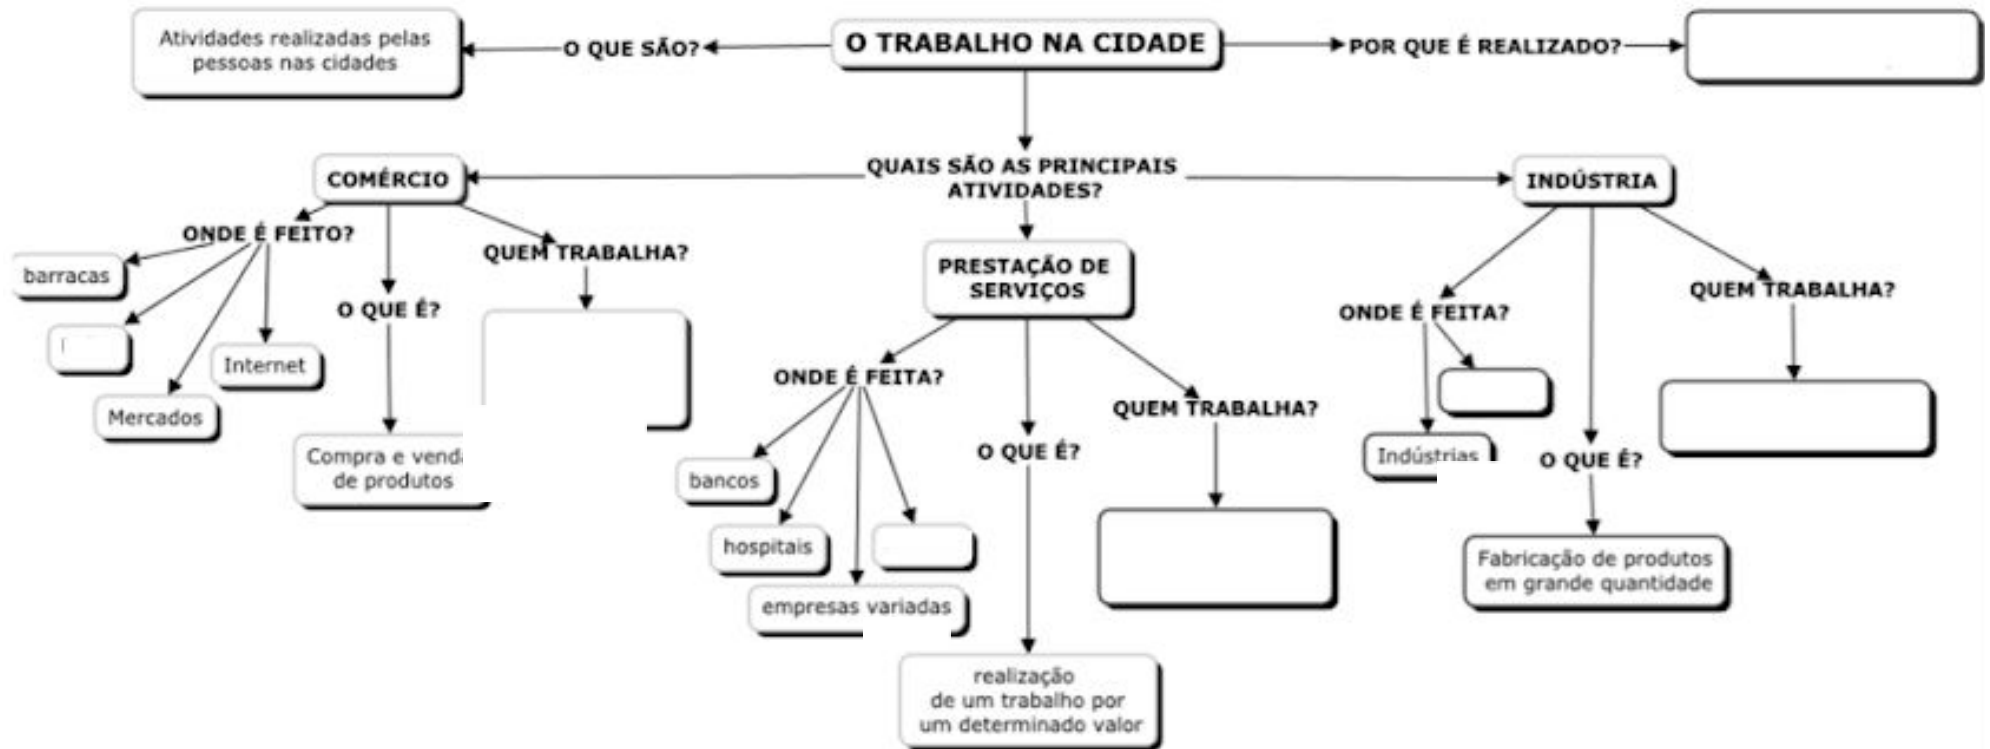 Atividades realizadas pelas
pessoas nas cidades
O QUE SÃO?
O TRABALHO NA CIDADE
POR QUE É REALIZADO?
COMÉRCIO
QUAIS SÃO AS PRINCIPAIS
ATIVIDADES?
INDÚSTRIA
ONDE É FEITO?
barracas
Mercados
Internet
O QUE É?
Compra e vend
de produtos
QUEM TRABALHA?
PRESTAÇÃO DE
SERVIÇOS
ONDE É FEITA?
bancos
hospitais
empresas variadas
O QUE É?
realização
de um trabalho por
um determinado valor
QUEM TRABALHA?
ONDE É FEITA?
Indústrias
O QUE É?
Fabricação de produtos
em grande quantidade
QUEM TRABALHA?